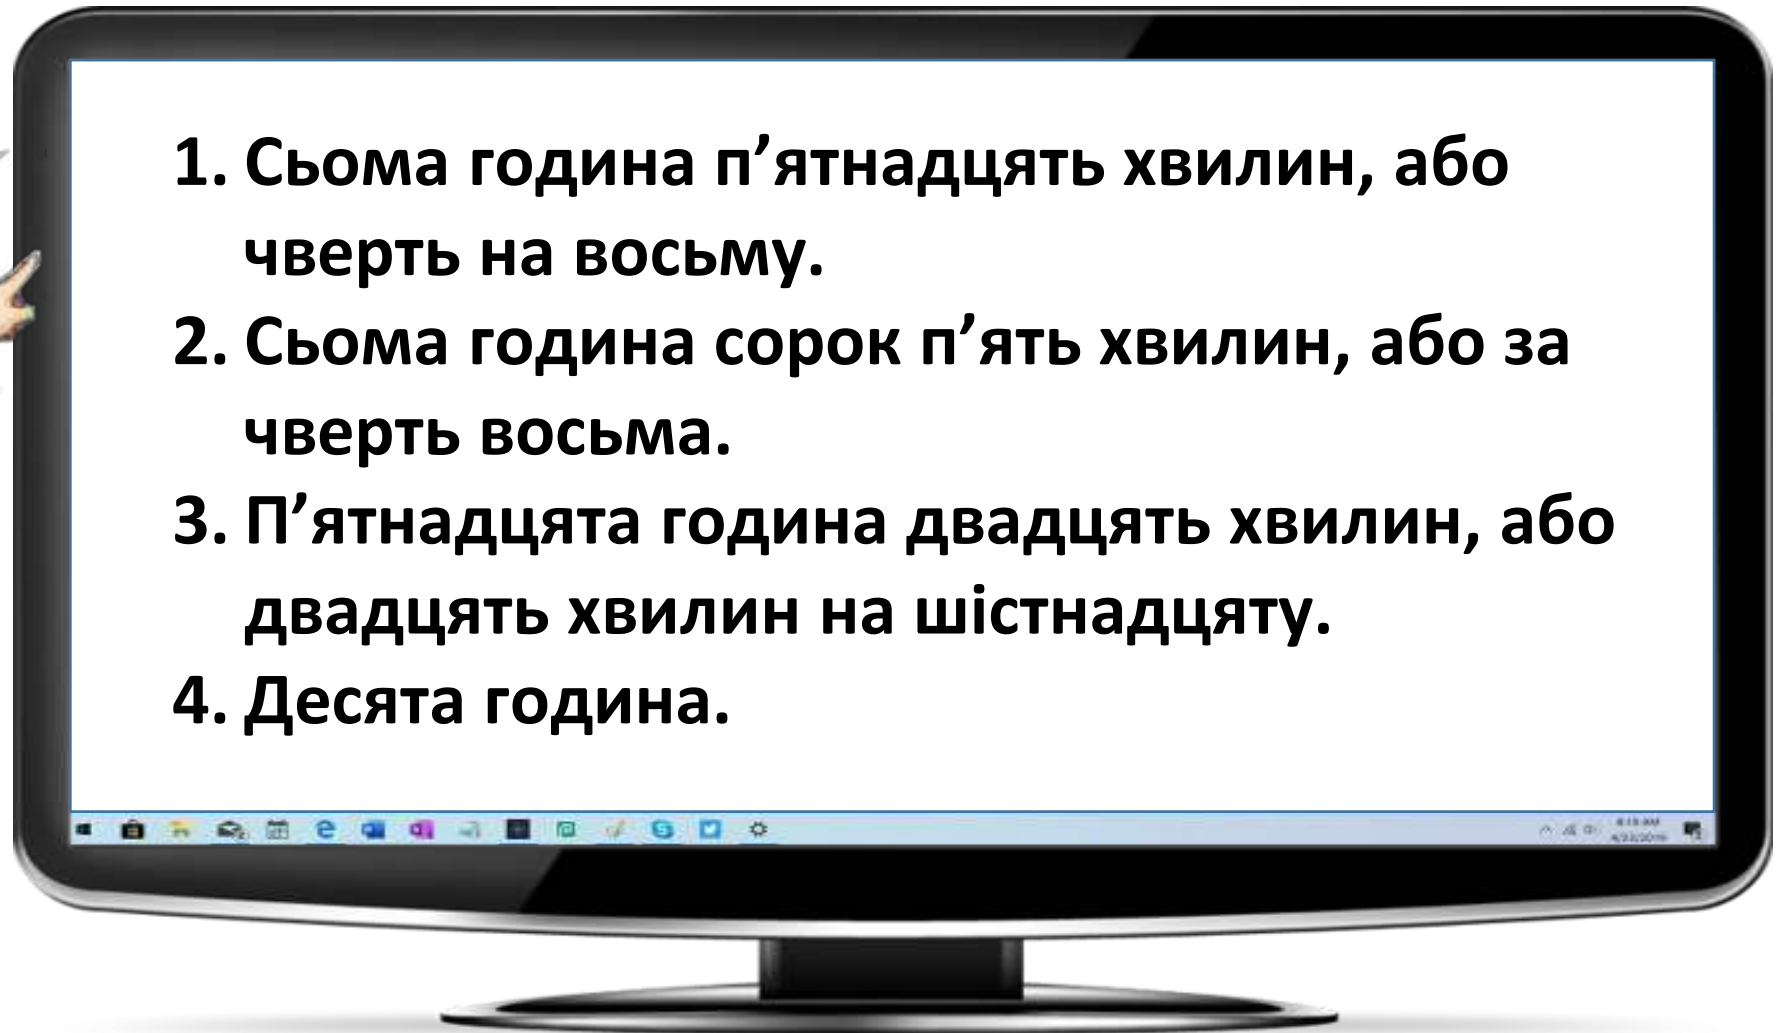 1. Сьома година п’ятнадцять хвилин, або
чверть на восьму.
2. Сьома година сорок п’ять хвилин, або за
чверть восьма.
3. П’ятнадцята година двадцять хвилин, або
двадцять хвилин на шістнадцяту.
4. Десята година.